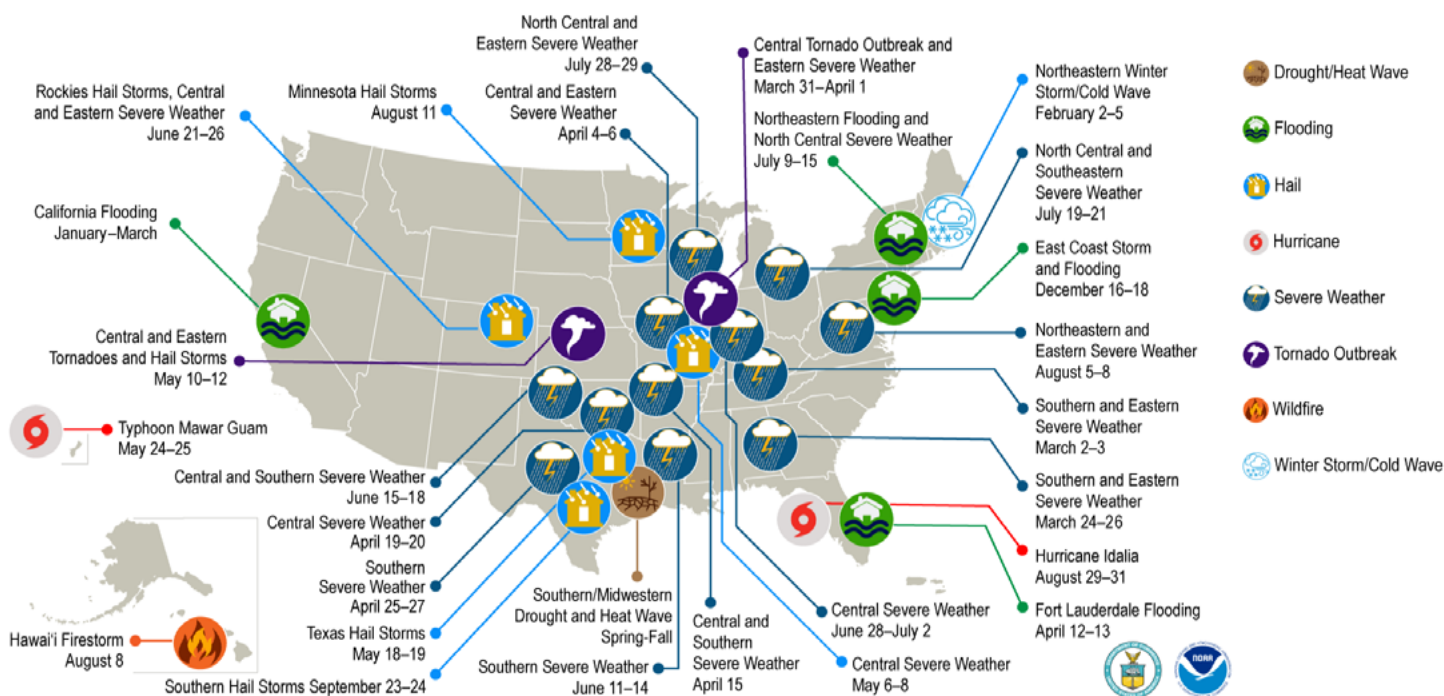 North Central and
Eastern Severe Weather
July 28–29
Central and Eastern
Severe Weather
April 4–6
Central Tornado Outbreak and
Eastern Severe Weather
March 31–April 1
Northeastern Flooding and
North Central Severe Weather
July 9–15
Northeastern Winter
Storm/Cold Wave
February 2–5
Rockies Hail Storms, Central
and Eastern Severe Weather
June 21–26
Minnesota Hail Storms
August 11
North Central and
Southeastern
Severe Weather
July 19–21
California Flooding
January–March
East Coast Storm
and Flooding
December 16–18
Central and Eastern
Tornadoes and Hail Storms
May 10–12
Northeastern and
Eastern Severe Weather
August 5–8
Typhoon Mawar Guam
May 24–25
Southern and Eastern
Severe Weather
March 2–3
Central and Southern Severe Weather
June 15–18
Southern and Eastern
Severe Weather
March 24–26
Central Severe Weather
April 19–20
Southern
Severe Weather
April 25–27
Hurricane Idalia
August 29–31
Texas Hail Storms
May 18–19
Southern/Midwestern
Drought and Heat Wave
Spring-Fall
Central and
Southern
Severe Weather
April 15
Central Severe Weather
June 28–July 2
Fort Lauderdale Flooding
April 12–13
Hawai‘i Firestorm
August 8
Southern Hail Storms September 23–24
Southern Severe Weather
June 11–14
Central Severe Weather
May 6–8
Drought/Heat Wave
Flooding
Hail
Hurricane
Severe Weather
Tornado Outbreak
Wildfire
Winter Storm/Cold Wave
NOAA